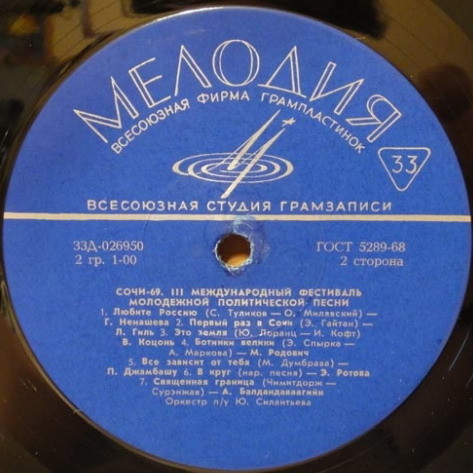 МЕЛОДИЯ
ВСЕСОЮЗНАЯ ФИРМА ГРАМПЛАСТИНОК
33
ВСЕСОЮЗНАЯ СТУДИЯ ГРАМЗАПИСИ
33Д-026950 ГОСТ 5289-68
2 гр. 1-00 2 сторона
СОЧИ-69. III МЕЖДУНАРОДНЫЙ ФЕСТИВАЛЬ
МОЛОДЕЖНОЙ ПОЛИТИЧЕСКОЙ ПЕСНИ
1. Любите Россию (С. Туликов — О. Милявский) —
Г. Ненашева 2. Первый раз в Сочи (Э. Гайтан) —
Л. Гиль 3. Это земля (Ю. Лоранц — И. Кофт)
В. Коцонь 4. Ботинки велики (Э. Спырка —
А. Маркова) — М. Родович
5. Все зависит от тебя (М. Думбрава) —
П. Джамбашу 6. В круг (нар. песня) — Э. Ротова
7. Священная граница (Чимитдорж —
Сурэнжав) — А. Балдандаваагийн
Оркестр п/у Ю. Силантьева